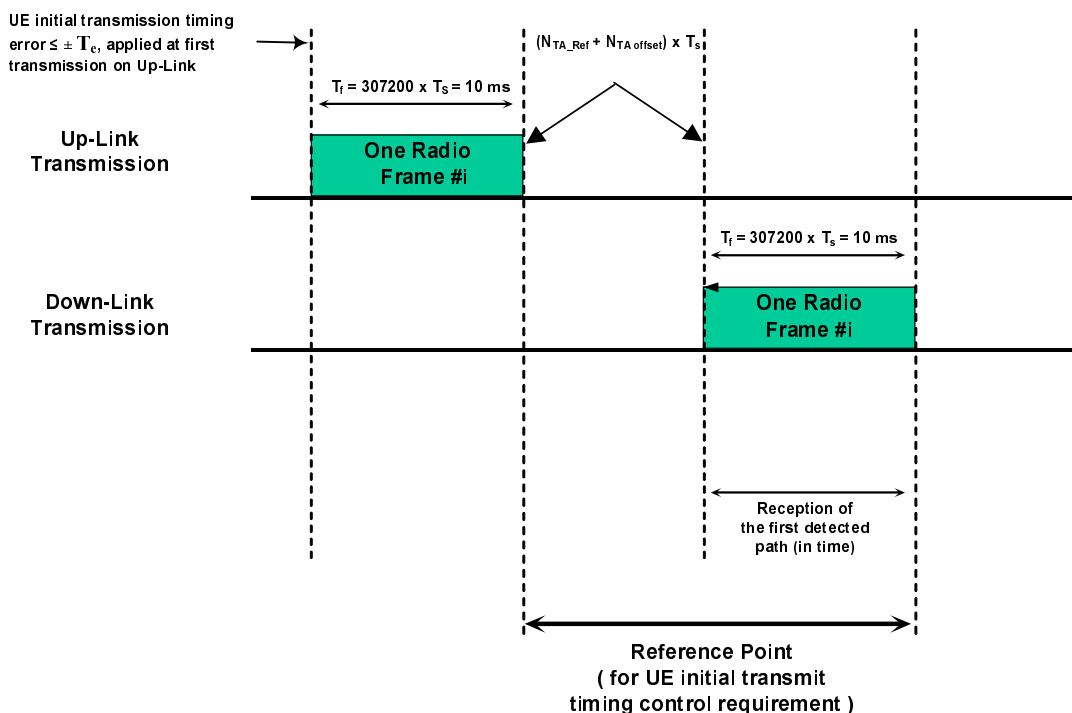 UE initial transmission timing
error ≤ ± Te, applied at first
transmission on Up-Link
(NTA_Ref + NTA offset) x Ts
Tf = 307200 x TS = 10 ms
Up-Link
Transmission
One Radio
Frame #i
Tf = 307200 x Ts = 10 ms
Down-Link
Transmission
One Radio
Frame #i
Reception of
the first detected
path (in time)
Reference Point
( for UE initial transmit
timing control requirement )